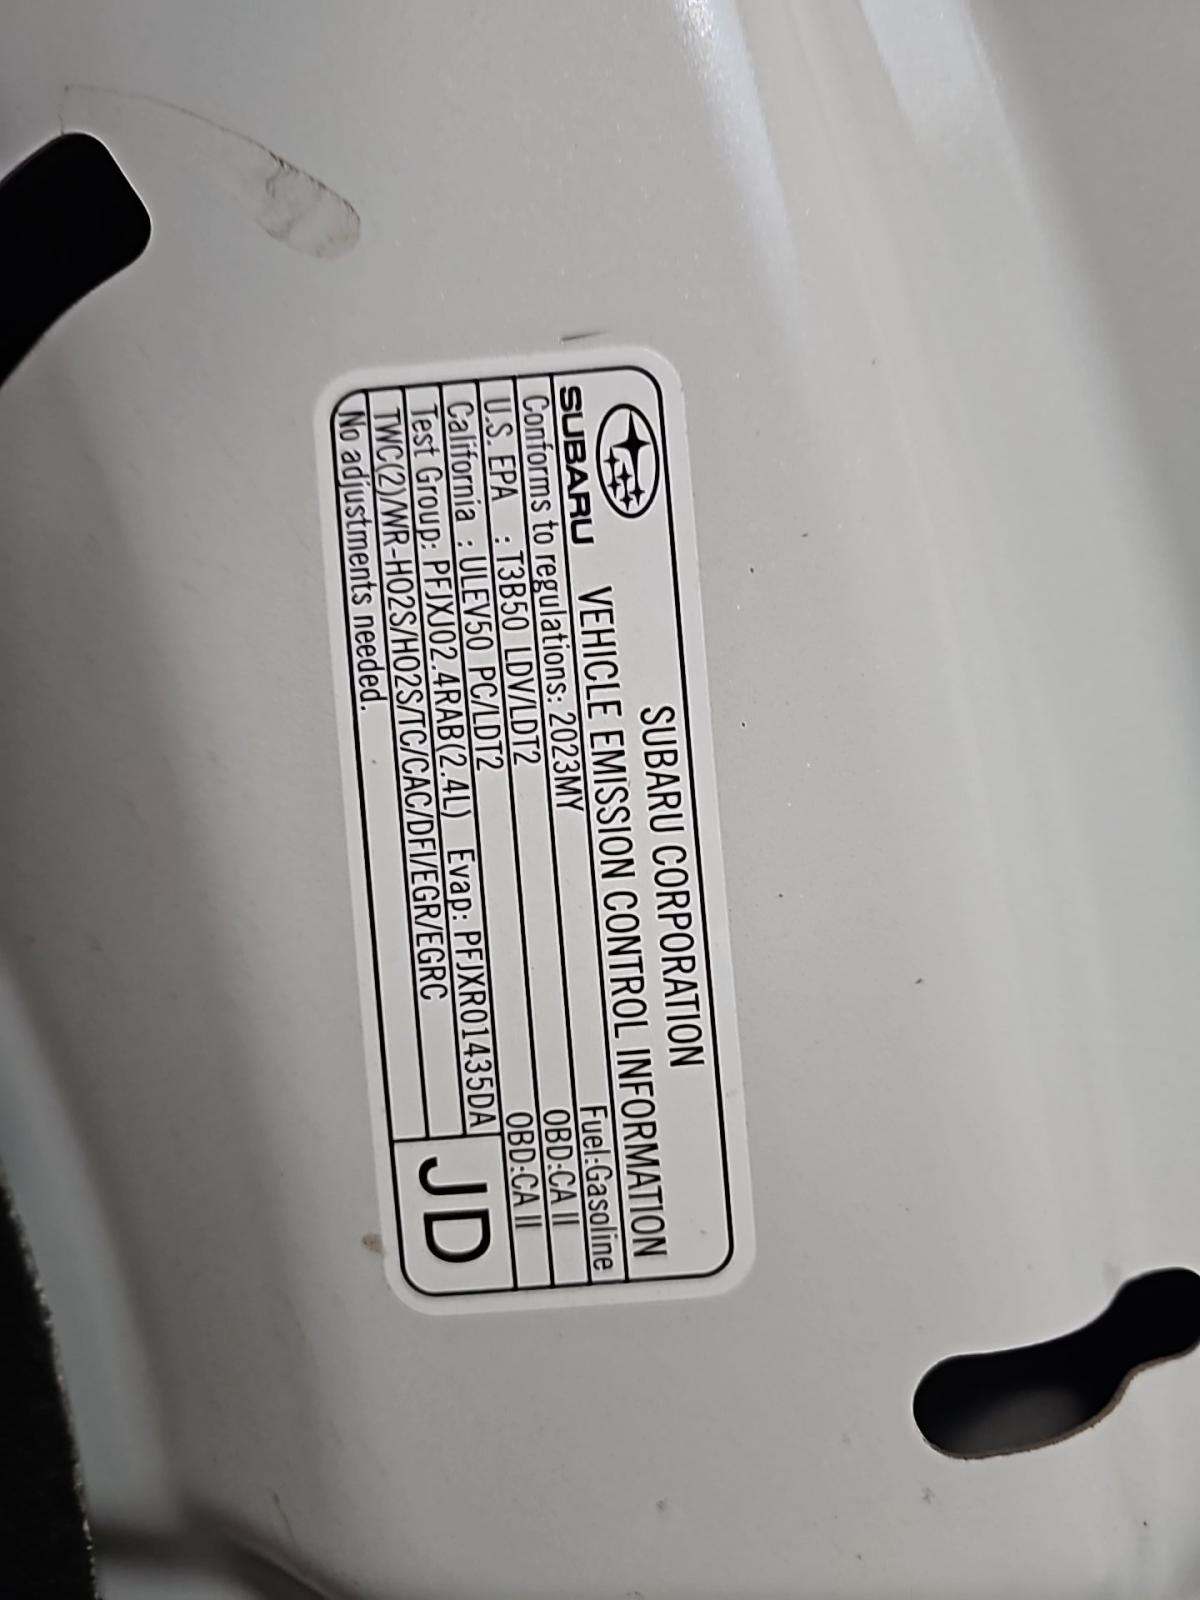 SUBARU CORPORATION
SUBARU VEHICLE EMISSION CONTROL INFORMATION
Conforms to regulations: 2023MY Fuel:Gasoline
U.S. EPA : T3B50 LDV/LDT2 OBD:CA II
California : ULEV50 PC/LDT2 OBD:CA II
Test Group: PFJXJ02.4RAB(2.4L) Evap: PFJXR01435DA
TWC(2)/WR-HO2S/HO2S/TC/CAC/DFI/EGR/EGRC
No adjustments needed.
JD